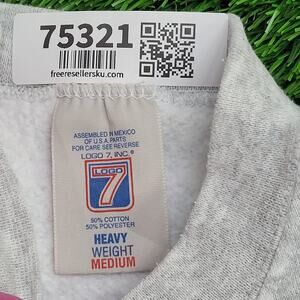 75321
freeresellersku.com
ASSEMBLED IN MEXICO
OF U.S.A. PARTS
FOR CARE SEE REVERSE
LOGO 7, INC.®
LOGO
7
50% COTTON
50% POLYESTER
HEAVY
WEIGHT
MEDIUM